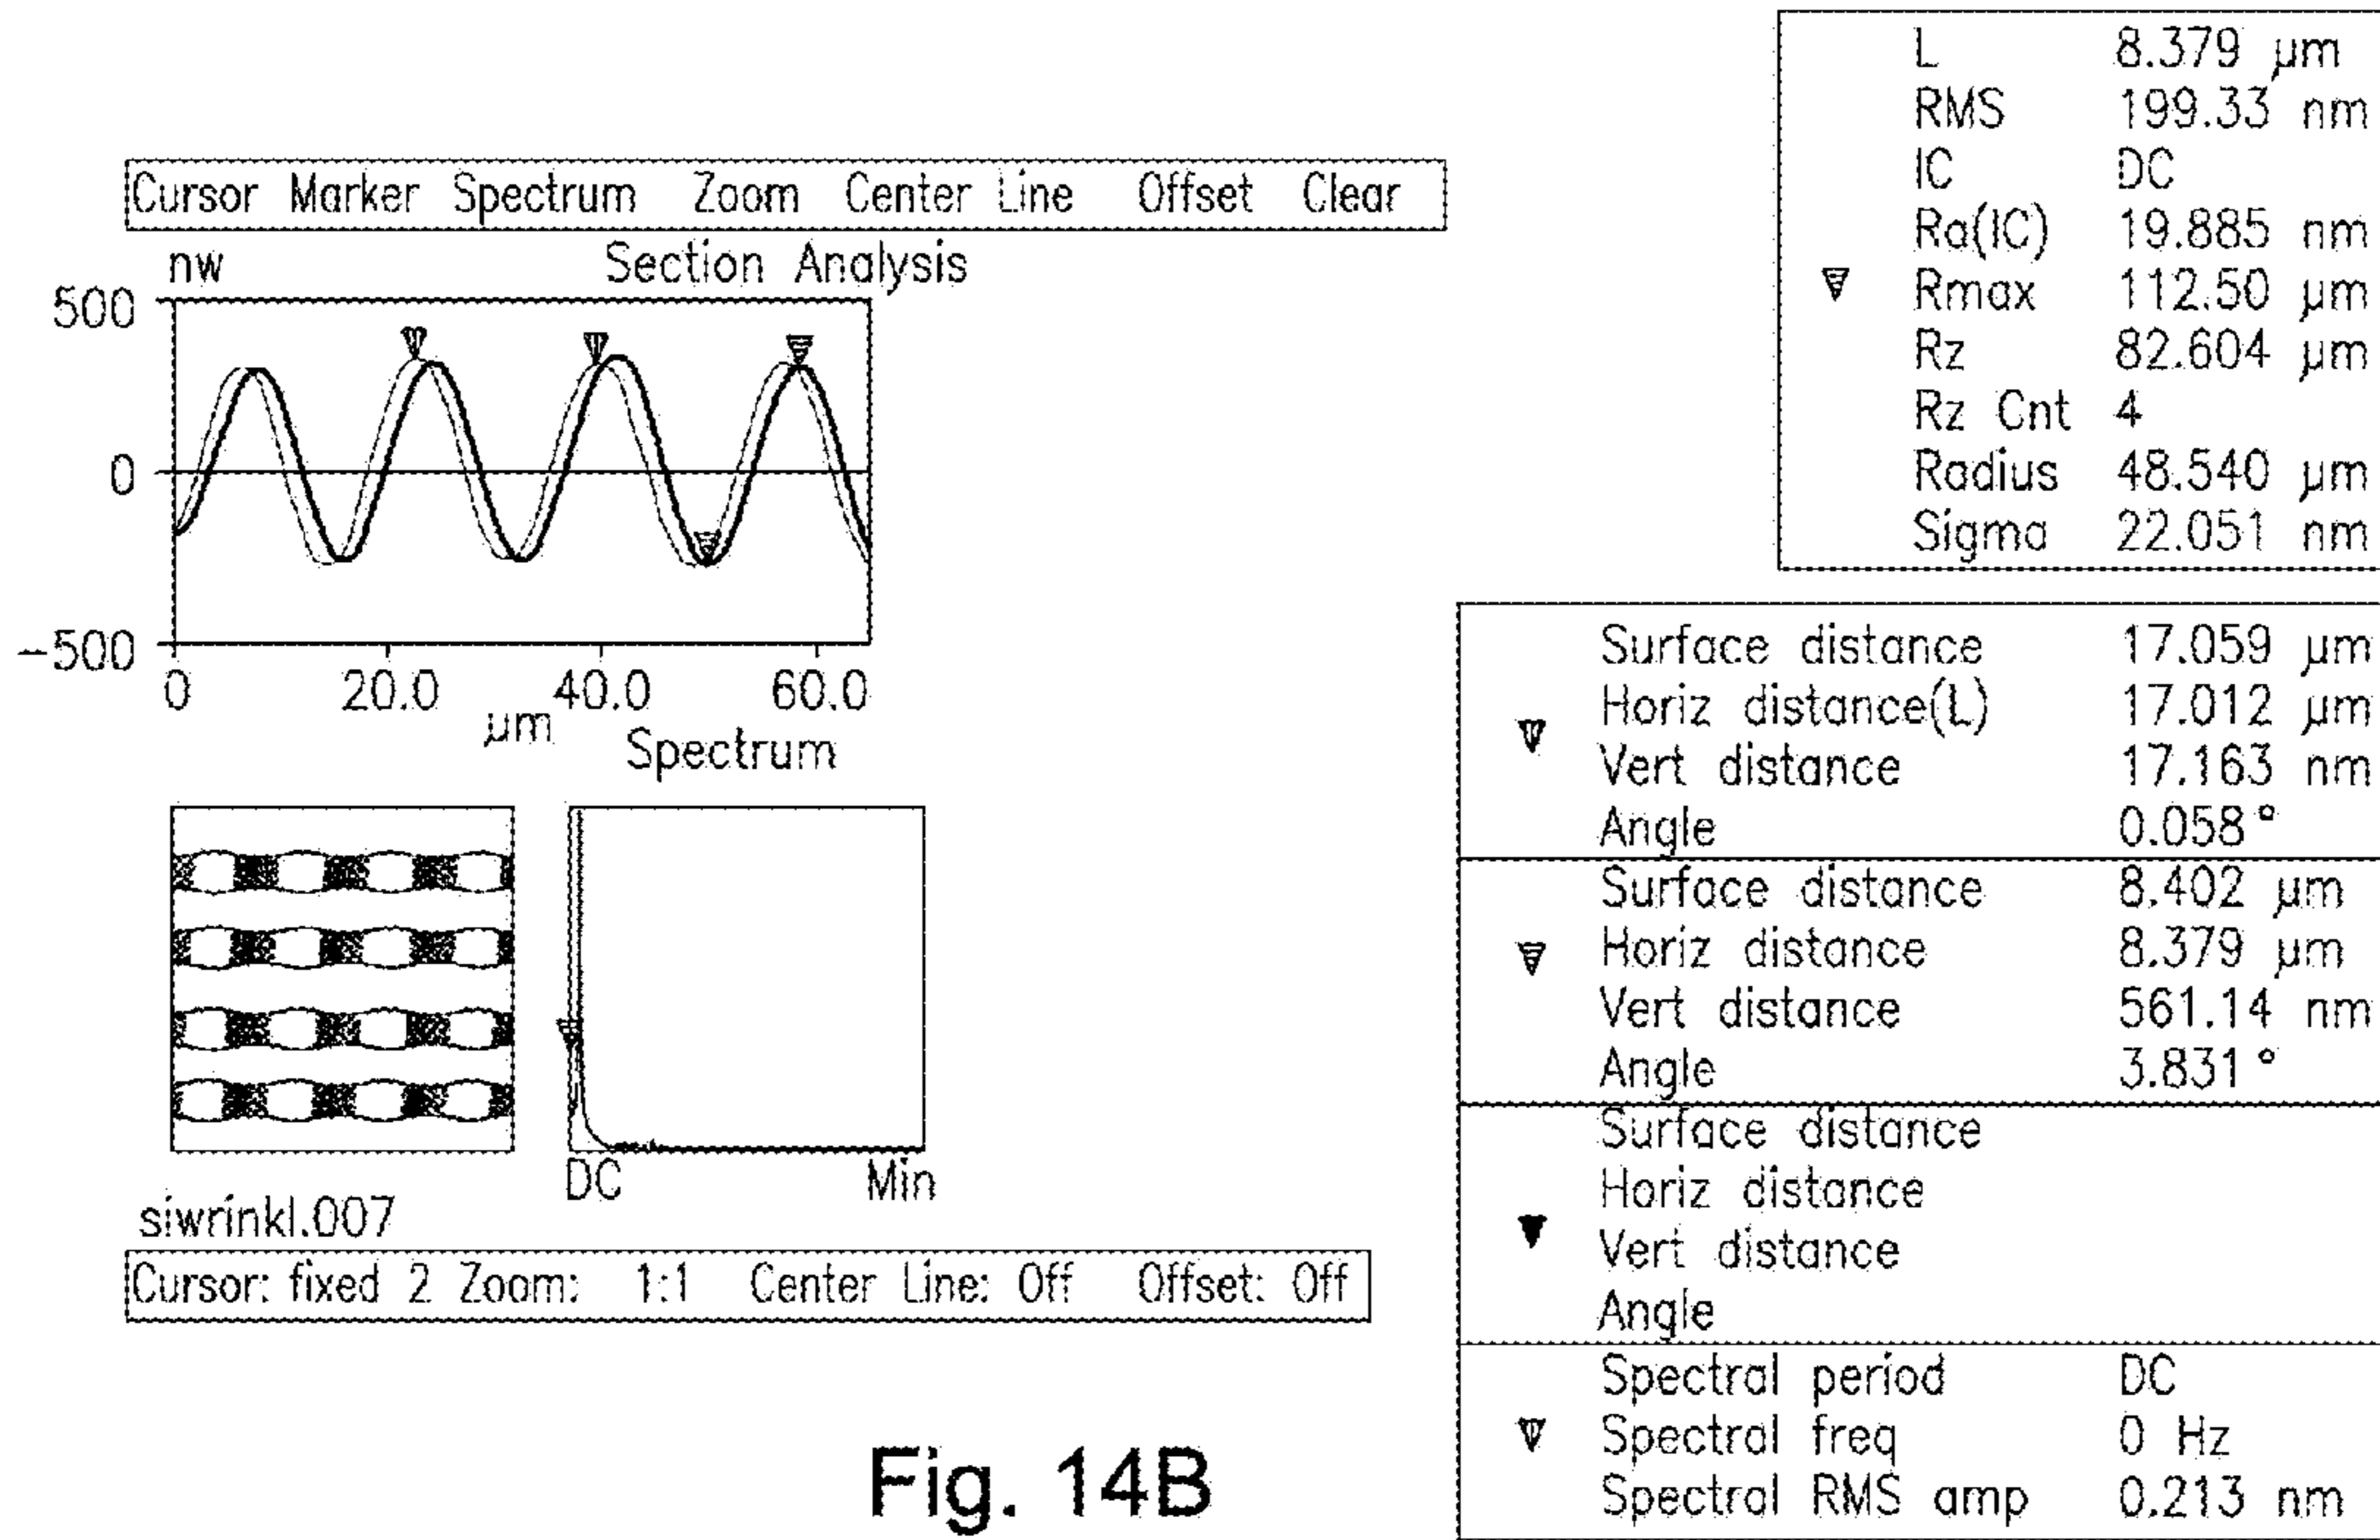 L 8.379 µm
RMS 199.33 nm
IC DC
Ra(IC) 19.885 nm
Rmax 112.50 µm
Rz 82.604 µm
Rz Cnt 4
Radius 48.540 µm
Sigma 22.051 nm
Cursor Marker Spectrum Zoom Center Line Offset Clear
nw Section Analysis
500
0
-500
0 20.0 40.0 60.0
µm
Spectrum
DC Min
siwrinkl.007
Cursor: fixed 2 Zoom: 1:1 Center Line: Off Offset: Off
Surface distance 17.059 µm
Horiz distance(L) 17.012 µm
Vert distance 17.163 nm
Angle 0.058°
Surface distance 8.402 µm
Horiz distance 8.379 µm
Vert distance 561.14 nm
Angle 3.831°
Surface distance
Horiz distance
Vert distance
Angle
Spectral period DC
Spectral freq 0 Hz
Spectral RMS amp 0.213 nm
Fig. 14B